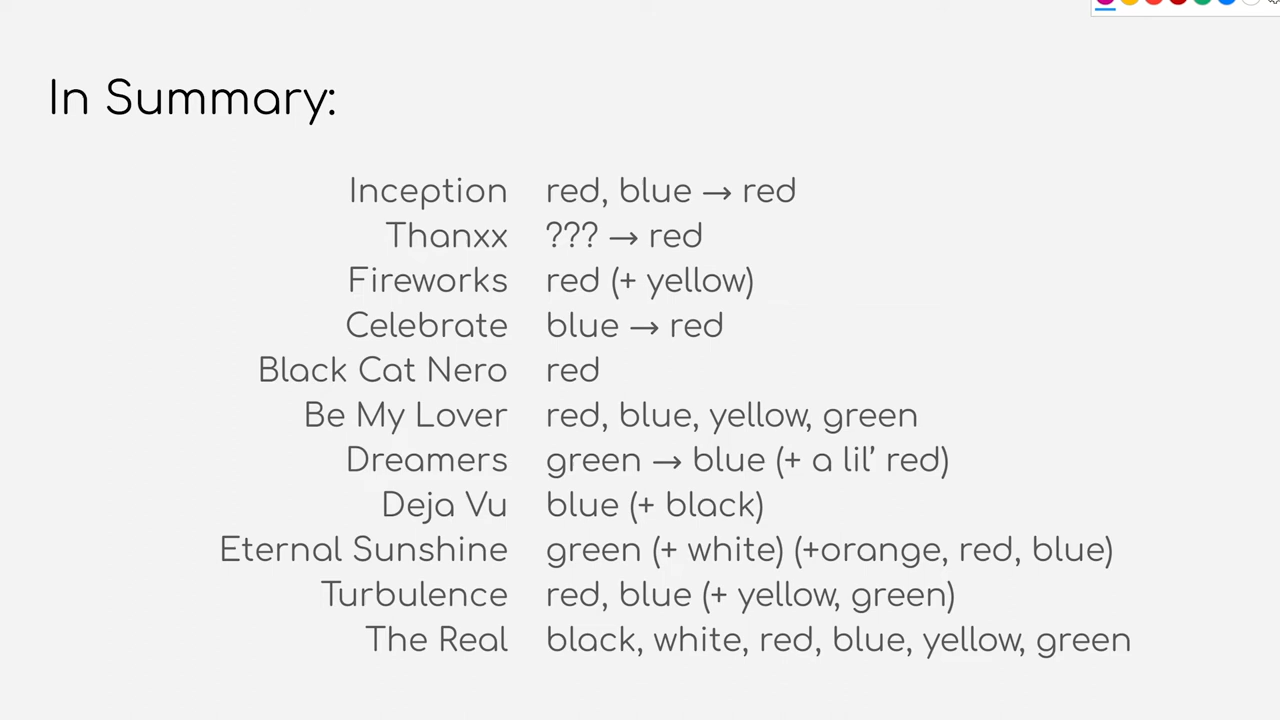 In Summary:
Inception red, blue → red
Thanxx ??? → red
Fireworks red (+ yellow)
Celebrate blue → red
Black Cat Nero red
Be My Lover red, blue, yellow, green
Dreamers green → blue (+ a lil’ red)
Deja Vu blue (+ black)
Eternal Sunshine green (+ white) (+orange, red, blue)
Turbulence red, blue (+ yellow, green)
The Real black, white, red, blue, yellow, green